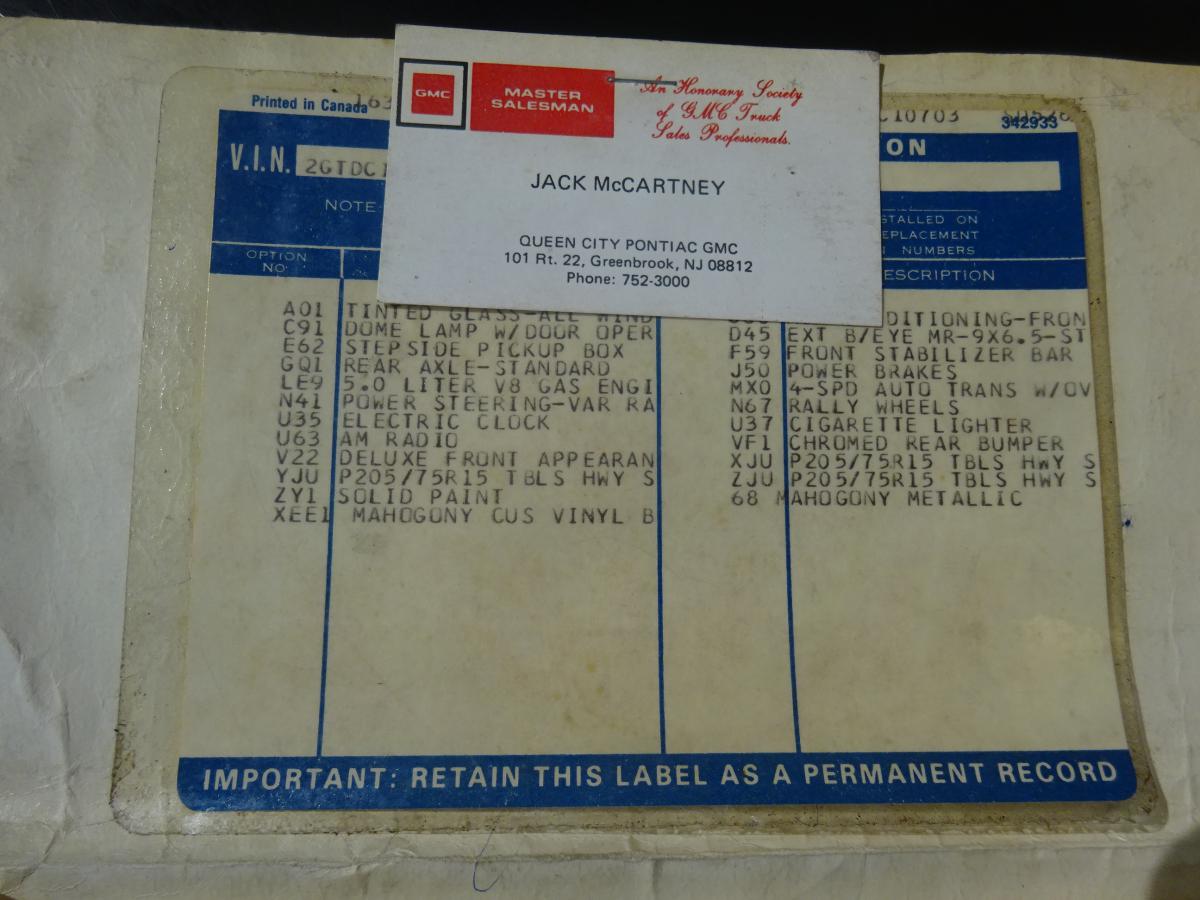 GMC
MASTER SALESMAN
An Honorary Society
of GMC Truck
Sales Professionals.
JACK McCARTNEY
QUEEN CITY PONTIAC GMC
101 Rt. 22, Greenbrook, NJ 08812
Phone: 752-3000
Printed in Canada 163
C10703
342933
V.I.N. 2GTDC1
ON
NOTE-
STALLED ON
EPLACEMENT
NUMBERS
OPTION NO.
ESCRIPTION
A01 TINTED GLASS-ALL WIND
DITIONING-FRON
C91 DOME LAMP W/DOOR OPER
D45 EXT B/EYE MR-9X6.5-ST
E62 STEPSIDE PICKUP BOX
F59 FRONT STABILIZER BAR
GQ1 REAR AXLE-STANDARD
J50 POWER BRAKES
LE9 5.0 LITER V8 GAS ENGI
MX0 4-SPD AUTO TRANS W/OV
N41 POWER STEERING-VAR RA
N67 RALLY WHEELS
U35 ELECTRIC CLOCK
U37 CIGARETTE LIGHTER
U63 AM RADIO
VF1 CHROMED REAR BUMPER
V22 DELUXE FRONT APPEARAN
XJU P205/75R15 TBLS HWY S
YJU P205/75R15 TBLS HWY S
ZJU P205/75R15 TBLS HWY S
ZY1 SOLID PAINT
68 MAHOGONY METALLIC
XEE1 MAHOGONY CUS VINYL B
IMPORTANT: RETAIN THIS LABEL AS A PERMANENT RECORD